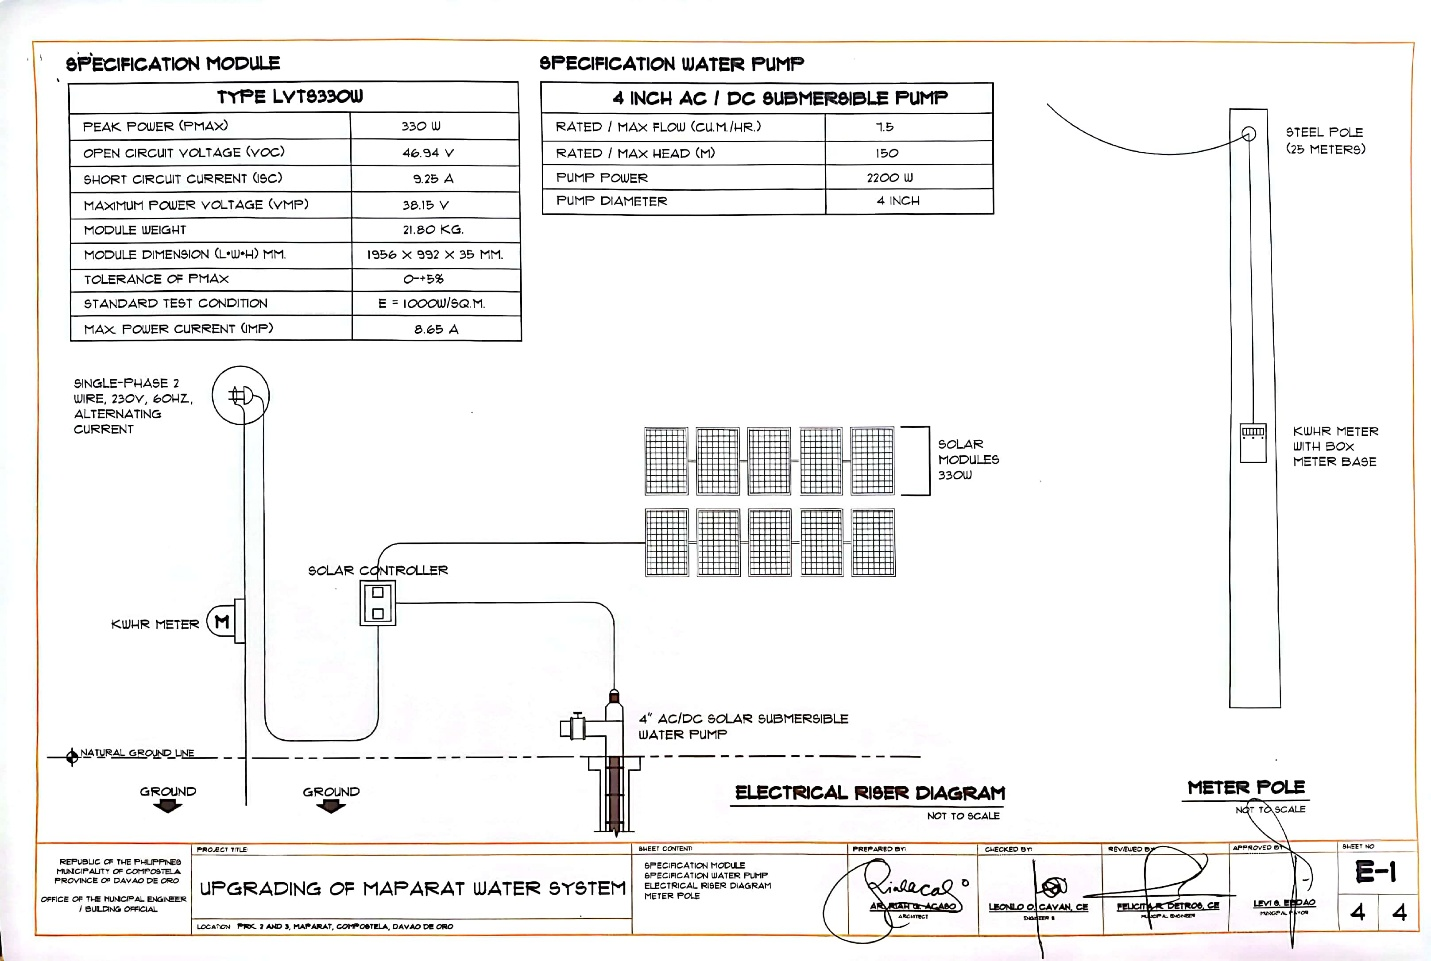 SPECIFICATION MODULE
TYPE LVTS330W
PEAK POWER (PMAX) 330 W
OPEN CIRCUIT VOLTAGE (VOC) 46.94 V
SHORT CIRCUIT CURRENT (ISC) 9.25 A
MAXIMUM POWER VOLTAGE (VMP) 38.15 V
MODULE WEIGHT 21.80 KG.
MODULE DIMENSION (L*W*H) MM. 1956 X 992 X 35 MM.
TOLERANCE OF PMAX 0~+5%
STANDARD TEST CONDITION E = 1000W/SQ.M.
MAX. POWER CURRENT (IMP) 8.65 A
SPECIFICATION WATER PUMP
4 INCH AC / DC SUBMERSIBLE PUMP
RATED / MAX FLOW (CU.M/HR.) 7.5
RATED / MAX HEAD (M) 150
PUMP POWER 2200 W
PUMP DIAMETER 4 INCH
STEEL POLE
(25 METERS)
SINGLE-PHASE 2
WIRE, 230V, 60HZ,
ALTERNATING
CURRENT
SOLAR
MODULES
330W
KWHR METER
WITH BOX
METER BASE
SOLAR CONTROLLER
KWHR METER
M
4" AC/DC SOLAR SUBMERSIBLE
WATER PUMP
NATURAL GROUND LINE
GROUND
GROUND
ELECTRICAL RISER DIAGRAM
NOT TO SCALE
METER POLE
NOT TO SCALE
REPUBLIC OF THE PHILIPPINES
MUNICIPALITY OF COMPOSTELA
PROVINCE OF DAVAO DE ORO
OFFICE OF THE MUNICIPAL ENGINEER
/ BUILDING OFFICIAL
PROJECT TITLE:
UPGRADING OF MAPARAT WATER SYSTEM
LOCATION PRK. 2 AND 3, MAPARAT, COMPOSTELA, DAVAO DE ORO
SHEET CONTENT:
SPECIFICATION MODULE
SPECIFICATION WATER PUMP
ELECTRICAL RISER DIAGRAM
METER POLE
PREPARED BY:
ARCHITECT
CHECKED BY:
LEONILO O. CAVAN, CE
ENGINEER II
REVIEWED BY:
FELICITA R. DETROS, CE
MUNICIPAL ENGINEER
APPROVED BY:
LEVI S. EBDAO
MUNICIPAL MAYOR
SHEET NO
E-1
4 4